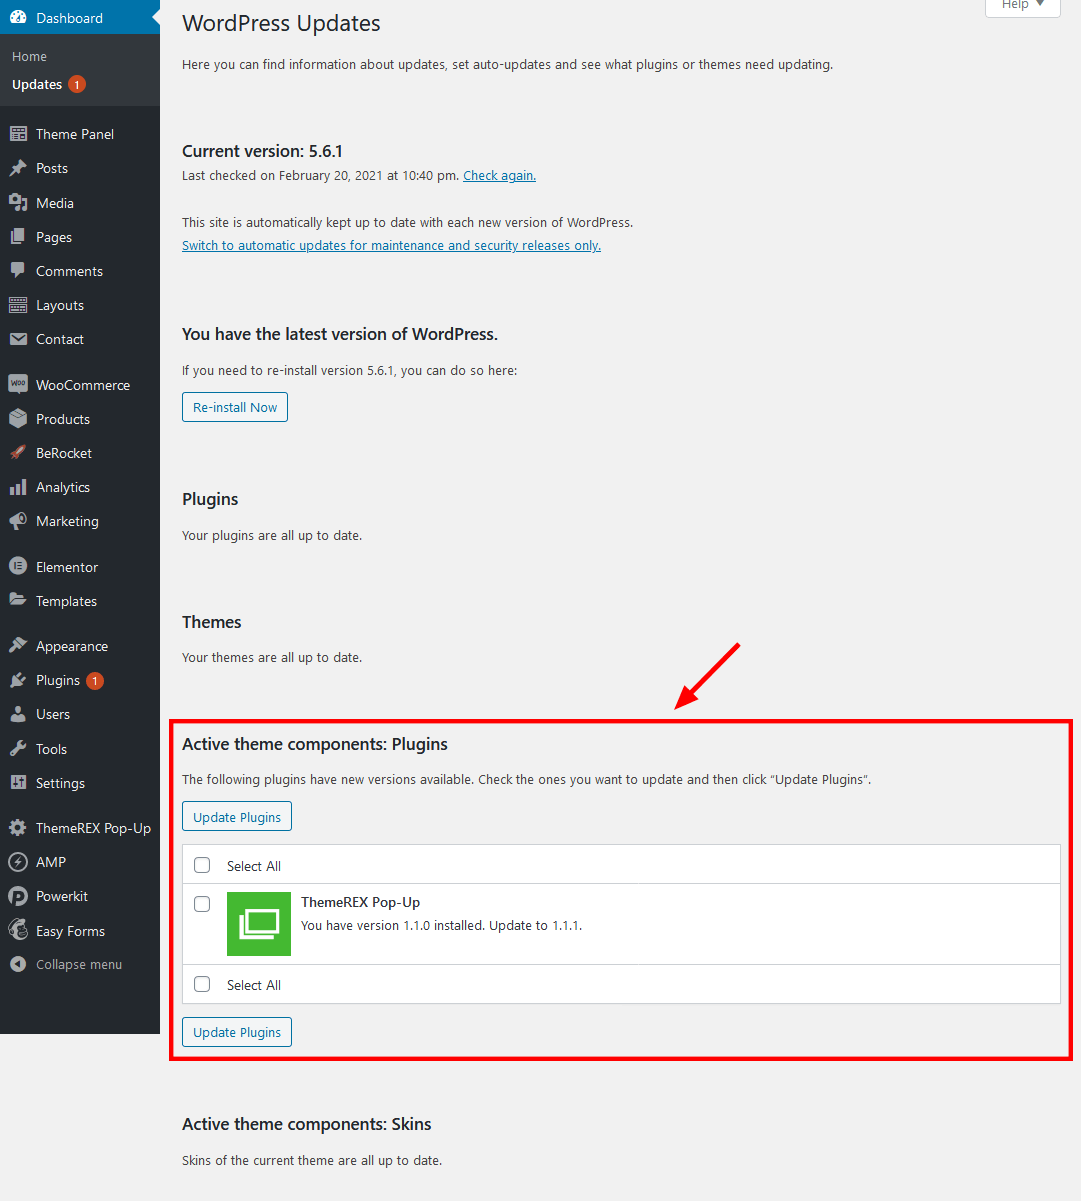 Dashboard
Home
Updates 1
Theme Panel
Posts
Media
Pages
Comments
Layouts
Contact
Woo WooCommerce
Products
BeRocket
Analytics
Marketing
Elementor
Templates
Appearance
Plugins 1
Users
Tools
Settings
ThemeREX Pop-Up
AMP
Powerkit
Easy Forms
Collapse menu
Help ▼
WordPress Updates
Here you can find information about updates, set auto-updates and see what plugins or themes need updating.
Current version: 5.6.1
Last checked on February 20, 2021 at 10:40 pm. Check again.
This site is automatically kept up to date with each new version of WordPress.
Switch to automatic updates for maintenance and security releases only.
You have the latest version of WordPress.
If you need to re-install version 5.6.1, you can do so here:
Re-install Now
Plugins
Your plugins are all up to date.
Themes
Your themes are all up to date.
Active theme components: Plugins
The following plugins have new versions available. Check the ones you want to update and then click “Update Plugins”.
Update Plugins
Select All
ThemeREX Pop-Up
You have version 1.1.0 installed. Update to 1.1.1.
Select All
Update Plugins
Active theme components: Skins
Skins of the current theme are all up to date.